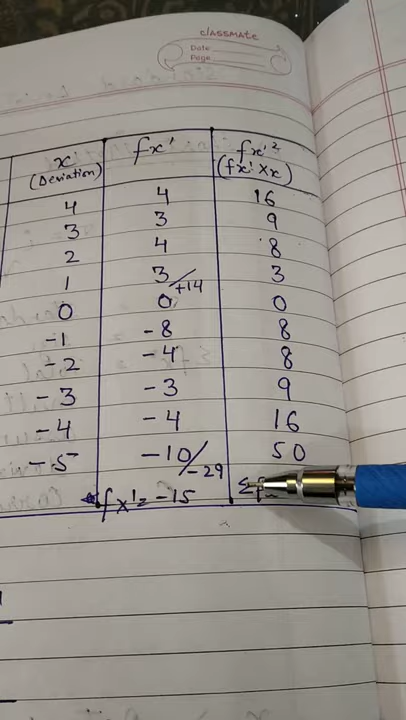 classmate
Date
Page
x' fx' fx'²
(Deviation) (fx' × x)
4 4 16
3 3 9
2 4 8
1 3/+14 3
0 0 0
-1 -8 8
-2 -4 8
-3 -3 9
-4 -4 16
-5 -10/-29 50
fx' = -15 Σf